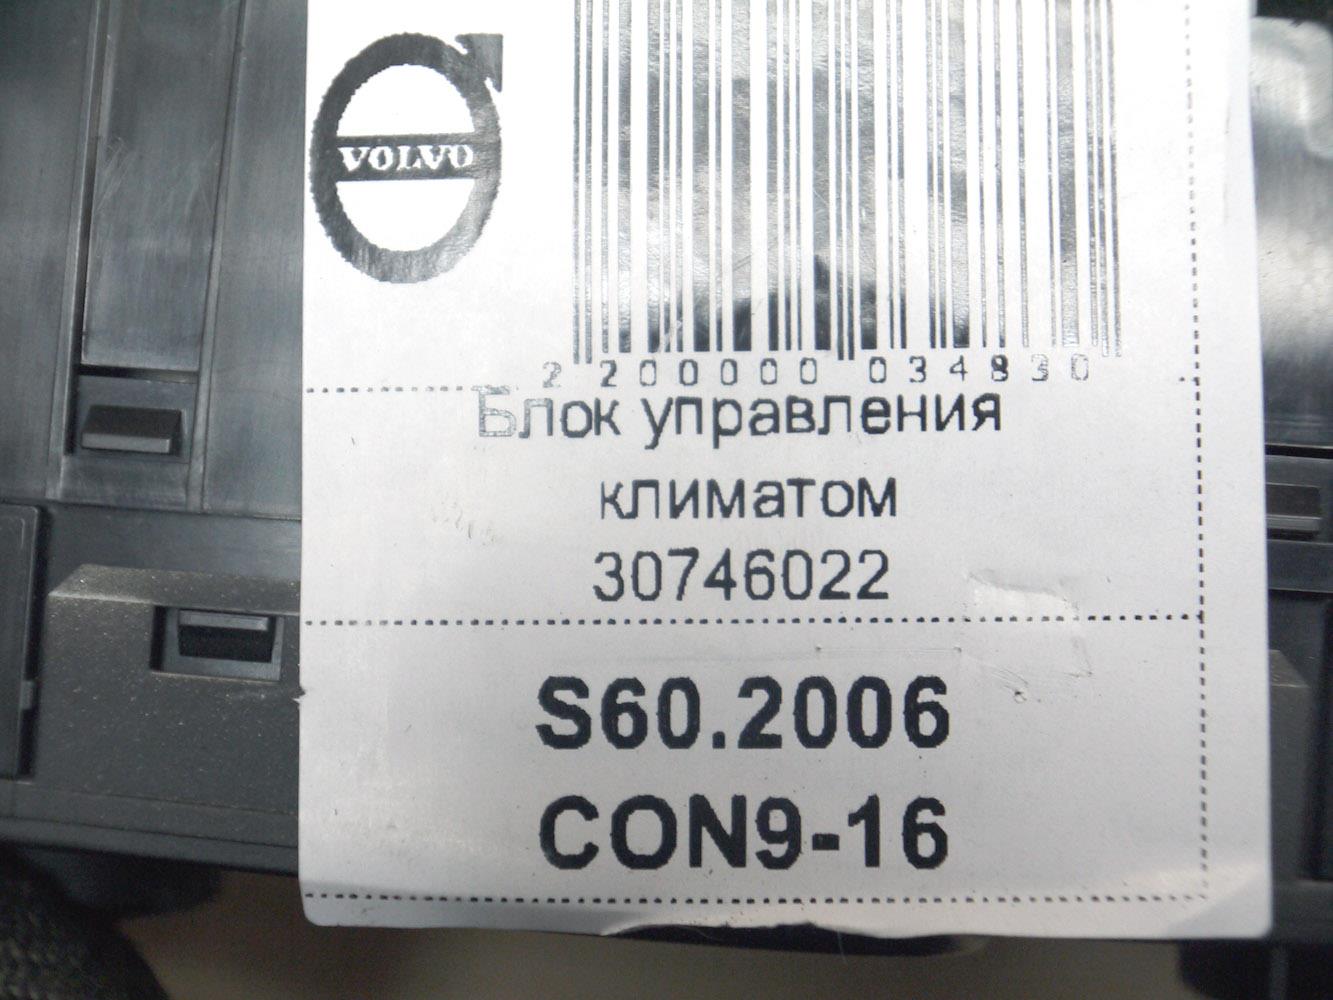 VOLVO
2 200000 034830
Блок управления
климатом
30746022
S60.2006
CON9-16